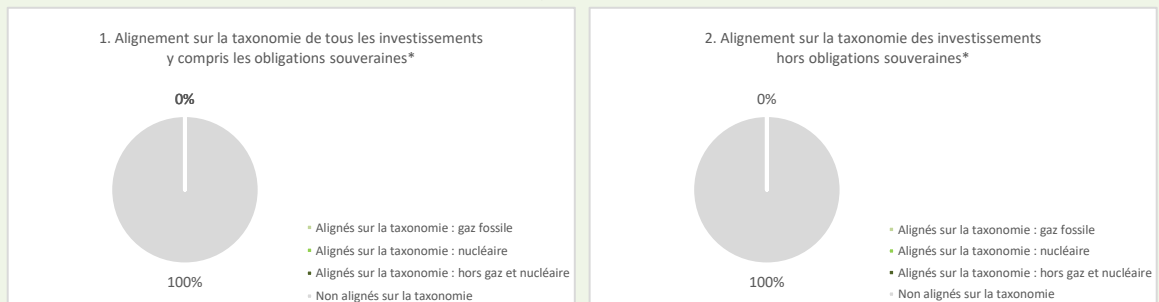 1. Alignement sur la taxonomie de tous les investissements
y compris les obligations souveraines*
0%
100%
▪ Alignés sur la taxonomie : gaz fossile
▪ Alignés sur la taxonomie : nucléaire
▪ Alignés sur la taxonomie : hors gaz et nucléaire
▪ Non alignés sur la taxonomie
2. Alignement sur la taxonomie des investissements
hors obligations souveraines*
0%
100%
▪ Alignés sur la taxonomie : gaz fossile
▪ Alignés sur la taxonomie : nucléaire
▪ Alignés sur la taxonomie : hors gaz et nucléaire
▪ Non alignés sur la taxonomie